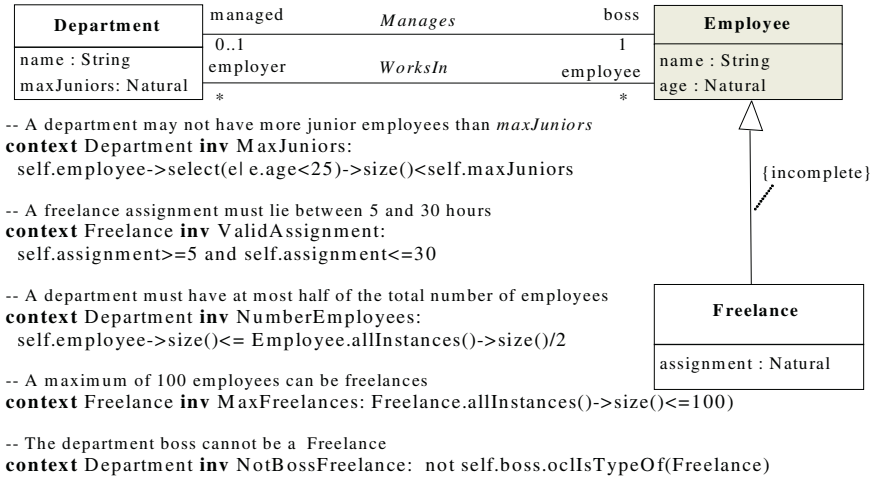 Department
name : String
maxJuniors: Natural
managed Manages boss
0..1 1
employer WorksIn employee
* *
Employee
name : String
age : Natural
{incomplete}
Freelance
assignment : Natural
-- A department may not have more junior employees than maxJuniors
context Department inv MaxJuniors:
self.employee->select(e| e.age<25)->size()<self.maxJuniors
-- A freelance assignment must lie between 5 and 30 hours
context Freelance inv ValidAssignment:
self.assignment>=5 and self.assignment<=30
-- A department must have at most half of the total number of employees
context Department inv NumberEmployees:
self.employee->size()<= Employee.allInstances()->size()/2
-- A maximum of 100 employees can be freelances
context Freelance inv MaxFreelances: Freelance.allInstances()->size()<=100)
-- The department boss cannot be a Freelance
context Department inv NotBossFreelance: not self.boss.oclIsTypeOf(Freelance)